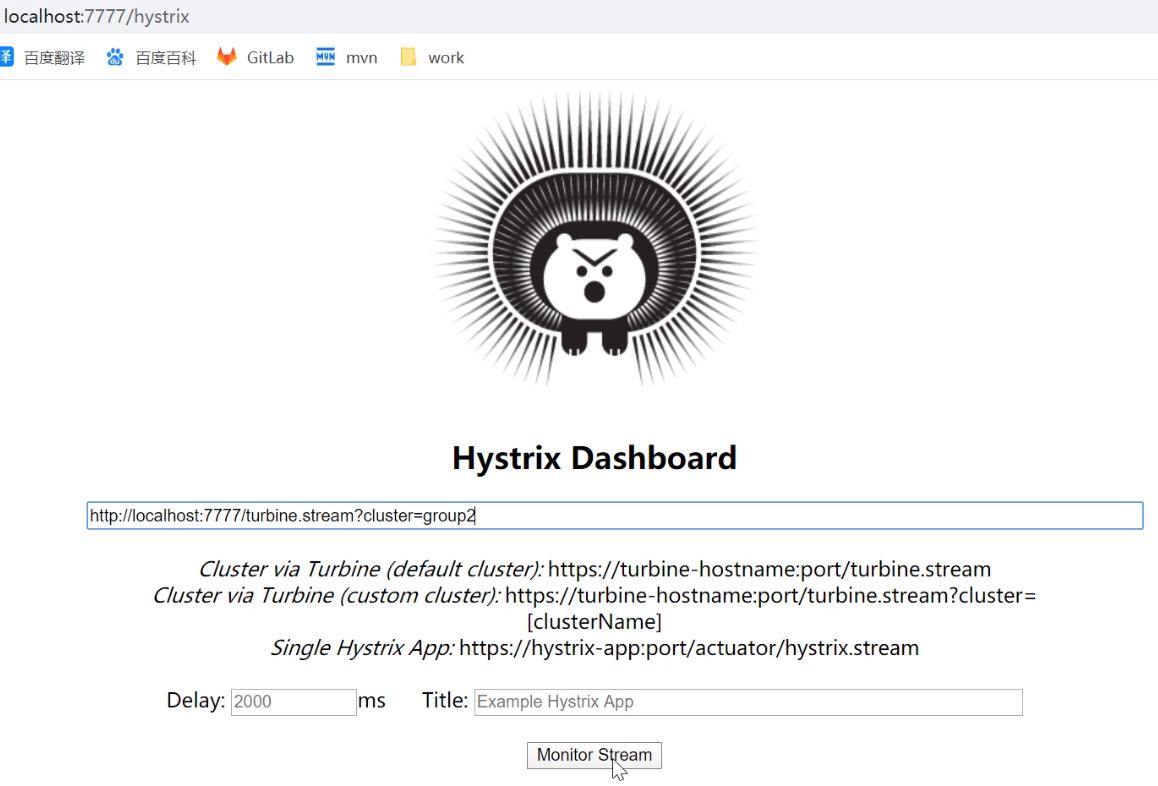 localhost:7777/hystrix
译 百度翻译 du 百度百科 GitLab MVN mvn work
Hystrix Dashboard
http://localhost:7777/turbine.stream?cluster=group2
Cluster via Turbine (default cluster): https://turbine-hostname:port/turbine.stream
Cluster via Turbine (custom cluster): https://turbine-hostname:port/turbine.stream?cluster=
[clusterName]
Single Hystrix App: https://hystrix-app:port/actuator/hystrix.stream
Delay: 2000 ms Title: Example Hystrix App
Monitor Stream